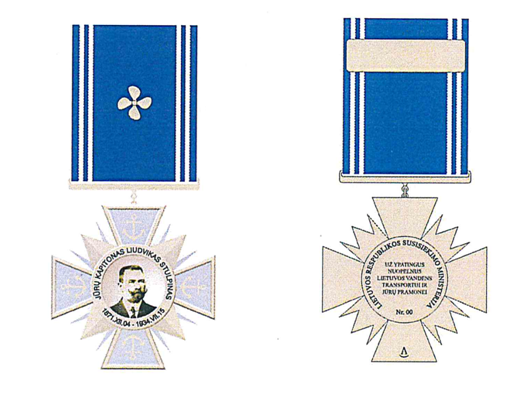 JŪRŲ KAPITONAS LIUDVIKAS STULPINAS
1871.XII.04 - 1934.VII.15
LIETUVOS RESPUBLIKOS SUSISIEKIMO MINISTERIJA
UŽ YPATINGUS
NUOPELNUS
LIETUVOS VANDENS
TRANSPORTUI IR
JŪRŲ PRAMONEI
Nr. 00